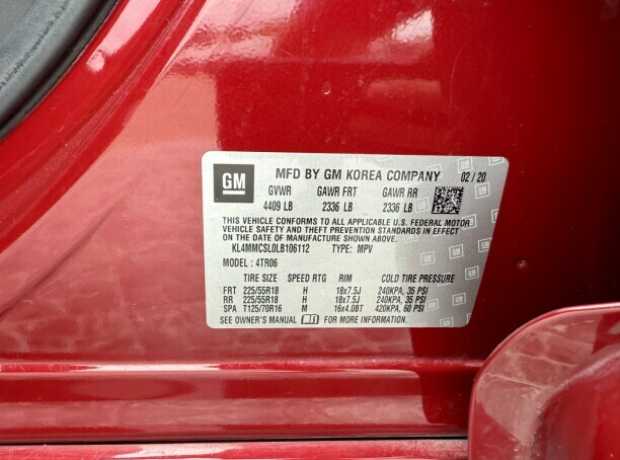 GM MFD BY GM KOREA COMPANY 02/20
GVWR GAWR FRT GAWR RR
4409 LB 2336 LB 2336 LB
THIS VEHICLE CONFORMS TO ALL APPLICABLE U.S. FEDERAL MOTOR
VEHICLE SAFETY AND THEFT PREVENTION STANDARDS IN EFFECT
ON THE DATE OF MANUFACTURE SHOWN ABOVE.
KL4MMCSL0LB106112 TYPE: MPV
MODEL: 4TR06
TIRE SIZE SPEED RTG RIM COLD TIRE PRESSURE
FRT 225/55R18 H 18x7.5J 240KPA, 35 PSI
RR 225/55R18 H 18x7.5J 240KPA, 35 PSI
SPA T125/70R16 M 16x4.0BT 420KPA, 60 PSI
SEE OWNER'S MANUAL FOR MORE INFORMATION.